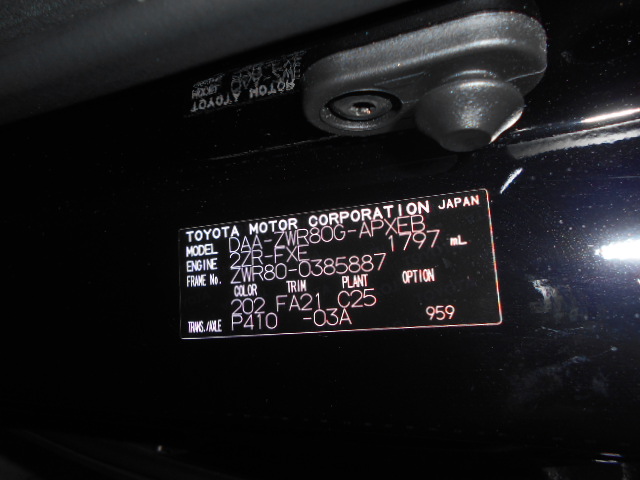 TOYOTA MOTOR CORPORATION JAPAN
MODEL DAA-ZWR80G-APXEB
ENGINE 2ZR-FXE 1797 mL
FRAME No. ZWR80-0385887
COLOR TRIM PLANT OPTION
202 FA21 C25
TRANS./AXLE P410 -03A 959